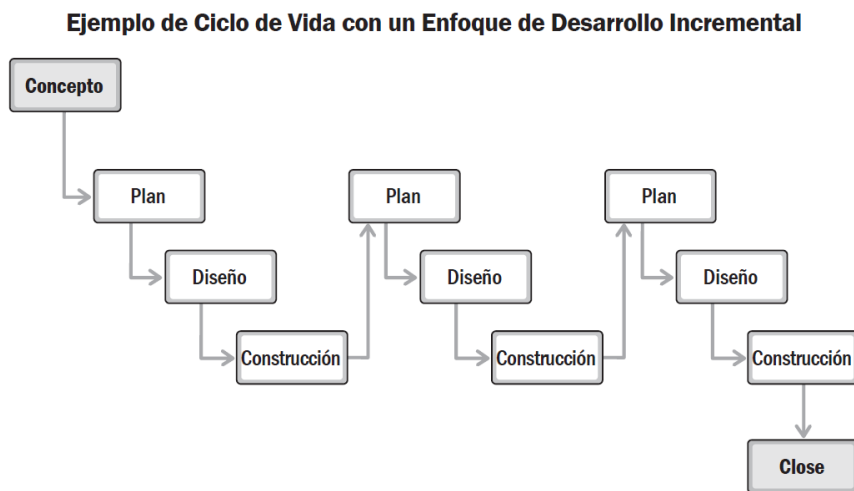 Ejemplo de Ciclo de Vida con un Enfoque de Desarrollo Incremental
Concepto
Plan
Plan
Plan
Diseño
Diseño
Diseño
Construcción
Construcción
Construcción
Close